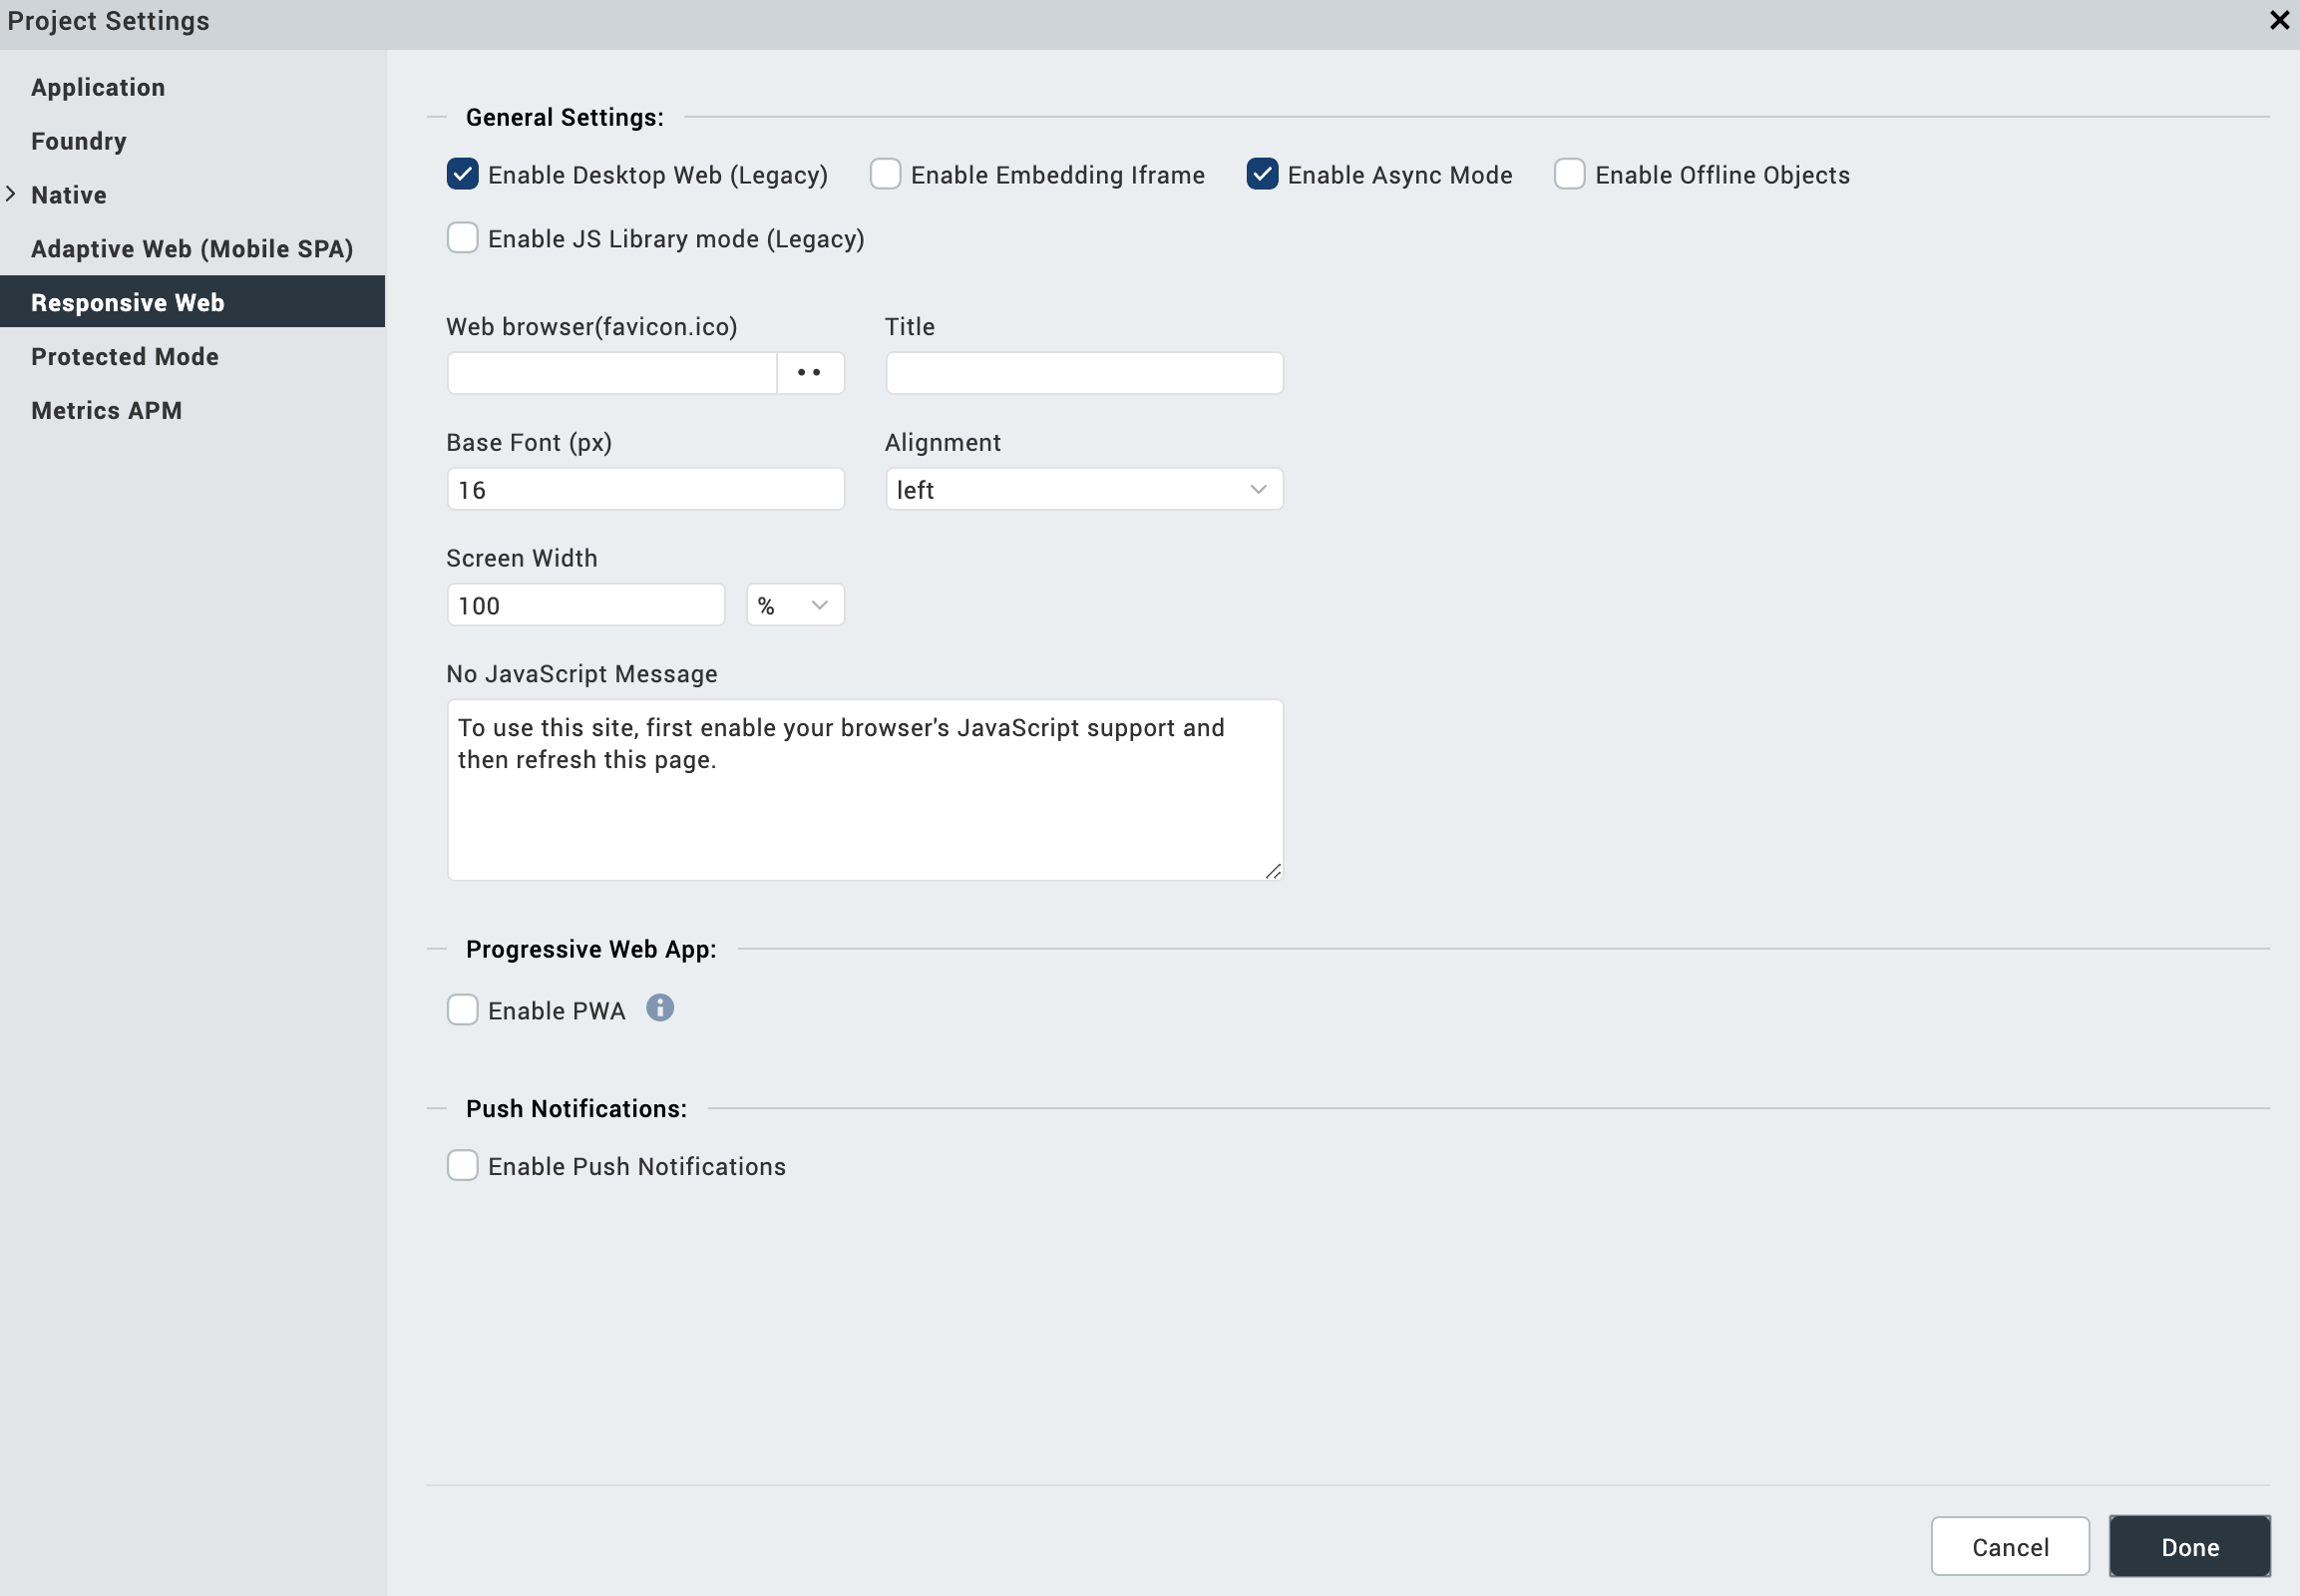 Project Settings
Application
Foundry
Native
Adaptive Web (Mobile SPA)
Responsive Web
Protected Mode
Metrics APM
General Settings:
Enable Desktop Web (Legacy) Enable Embedding Iframe Enable Async Mode Enable Offline Objects
Enable JS Library mode (Legacy)
Web browser(favicon.ico) Title
Base Font (px) Alignment
16 left
Screen Width
100 %
No JavaScript Message
To use this site, first enable your browser's JavaScript support and
then refresh this page.
Progressive Web App:
Enable PWA
Push Notifications:
Enable Push Notifications
Cancel Done